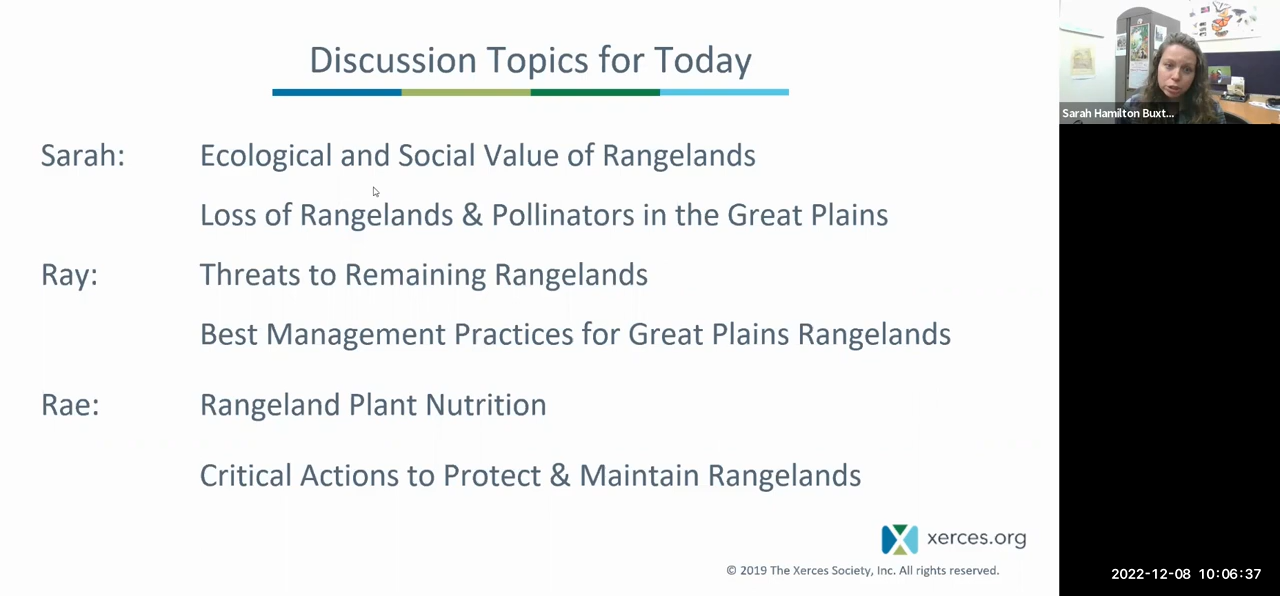 Discussion Topics for Today
Sarah: Ecological and Social Value of Rangelands
Loss of Rangelands & Pollinators in the Great Plains
Ray: Threats to Remaining Rangelands
Best Management Practices for Great Plains Rangelands
Rae: Rangeland Plant Nutrition
Critical Actions to Protect & Maintain Rangelands
xerces.org
© 2019 The Xerces Society, Inc. All rights reserved.
Sarah Hamilton Buxt...
2022-12-08 10:06:37